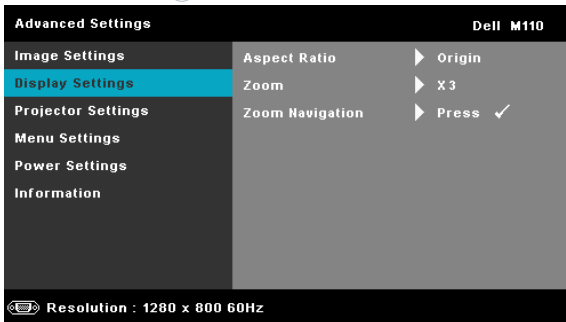 Advanced Settings Dell M110
Image Settings
Display Settings
Projector Settings
Menu Settings
Power Settings
Information
Aspect Ratio Origin
Zoom X3
Zoom Navigation Press ✓
Resolution : 1280 x 800 60Hz